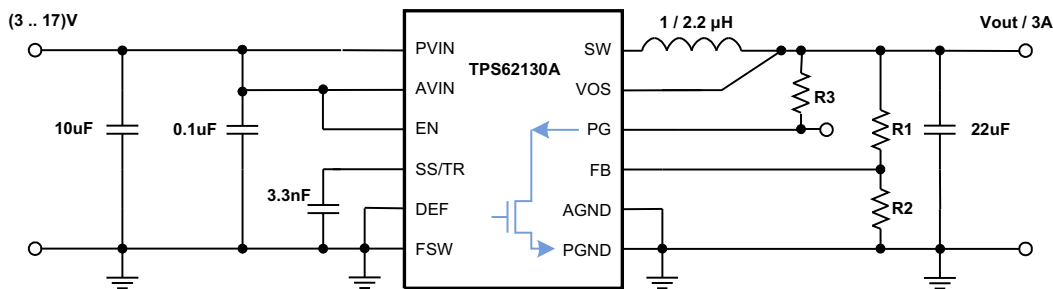 (3 .. 17)V
1 / 2.2 µH
Vout / 3A
TPS62130A
PVIN
AVIN
EN
SS/TR
DEF
FSW
SW
VOS
PG
FB
AGND
PGND
10uF
0.1uF
3.3nF
R3
R1
R2
22uF